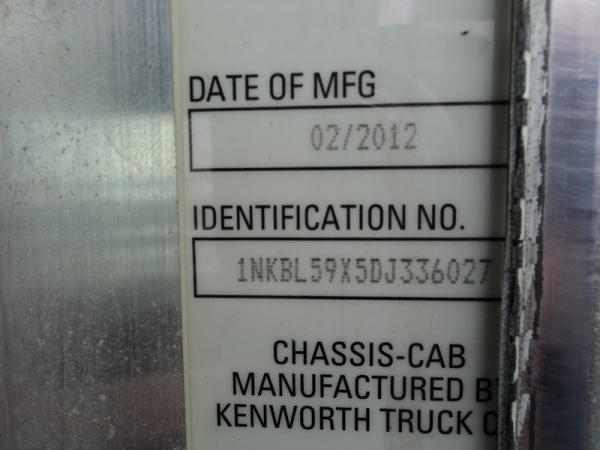 DATE OF MFG
02/2012
IDENTIFICATION NO.
1NKBL59X5DJ336027
CHASSIS-CAB
MANUFACTURED B
KENWORTH TRUCK C